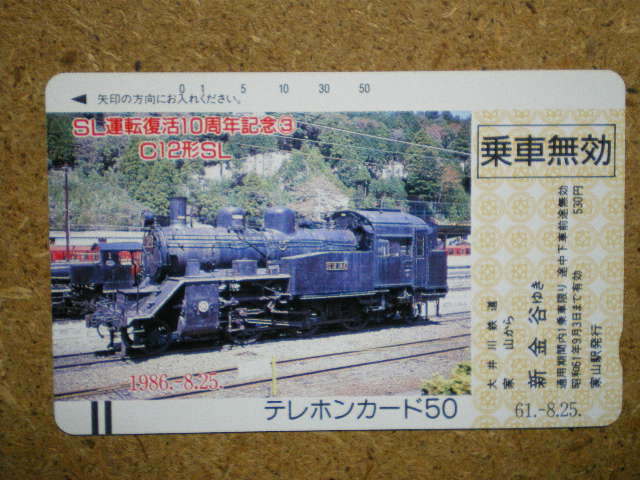 0 1 5 10 30 50
◀ 矢印の方向にお入れください。
SL運転復活10周年記念③
C12形SL
1986.-8.25.
テレホンカード50
乗車無効
大井川鉄道
家山から
新金谷ゆき
通用期間内1回乗車限り 途中下車前途無効
昭和61年9月3日まで有効 530円
家山駅発行
61.-8.25.